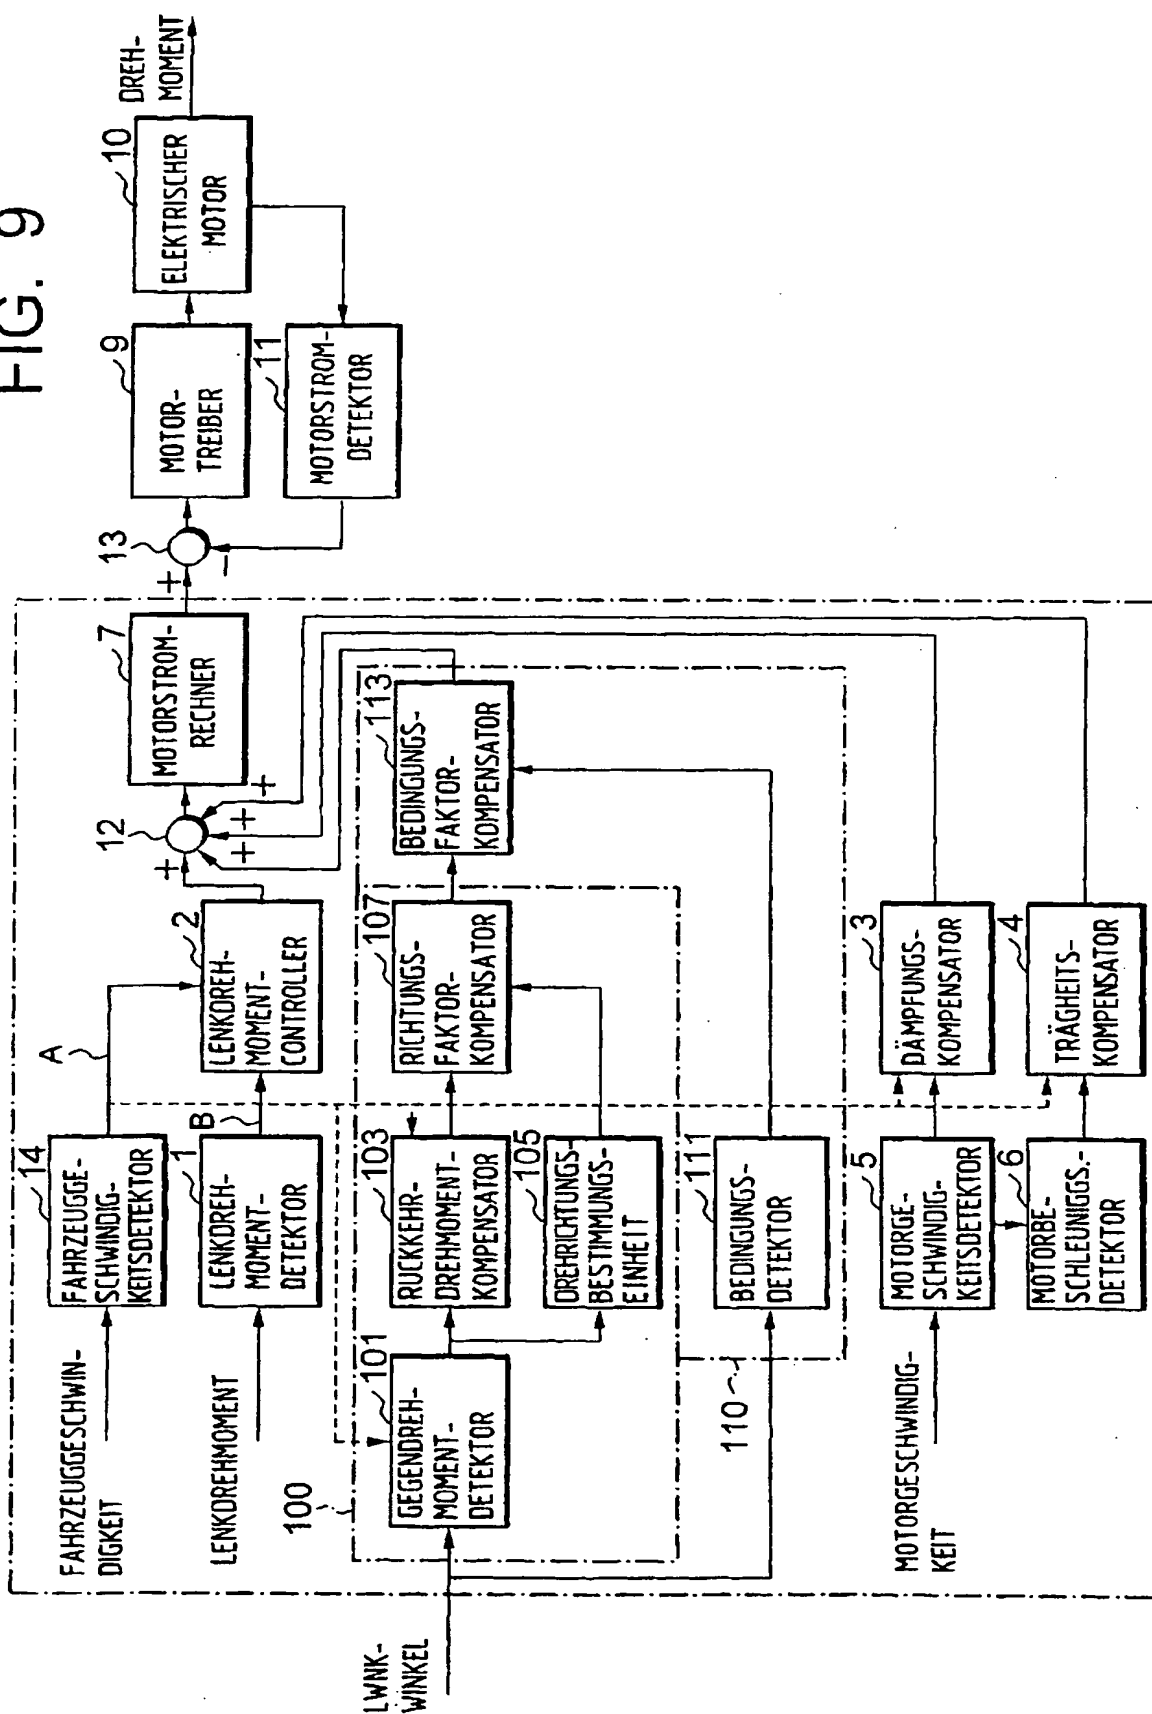 FIG. 9
FAHRZEUGGESCHWIN-
DIGKEIT
14
FAHRZEUGGE-
SCHWINDIG-
KEITSDETEKTOR
A
LENKDREHMOMENT
1
LENKDREH-
MOMENT-
DETEKTOR
B
2
LENKDREH-
MOMENT-
CONTROLLER
12
+
+
+
+
7
MOTORSTROM-
RECHNER
13
+
-
9
MOTOR-
TREIBER
10
ELEKTRISCHER
MOTOR
DREH-
MOMENT
11
MOTORSTROM-
DETEKTOR
LWNK-
WINKEL
100
101
GEGENDREH-
MOMENT-
DETEKTOR
103
RUCKKEHR-
DREHMOMENT-
KOMPENSATOR
105
DREHRICHTUNGS-
BESTIMMUNGS-
EINHEIT
107
RICHTUNGS-
FAKTOR-
KOMPENSATOR
113
BEDINGUNGS-
FAKTOR-
KOMPENSATOR
110
111
BEDINGUNGS-
DETEKTOR
MOTORGESCHWINDIG-
KEIT
5
MOTORGE-
SCHWINDIG-
KEITSDETEKTOR
3
DÄMPFUNGS-
KOMPENSATOR
6
MOTORBE-
SCHLEUNIGGS.-
DETEKTOR
4
TRÄGHEITS-
KOMPENSATOR